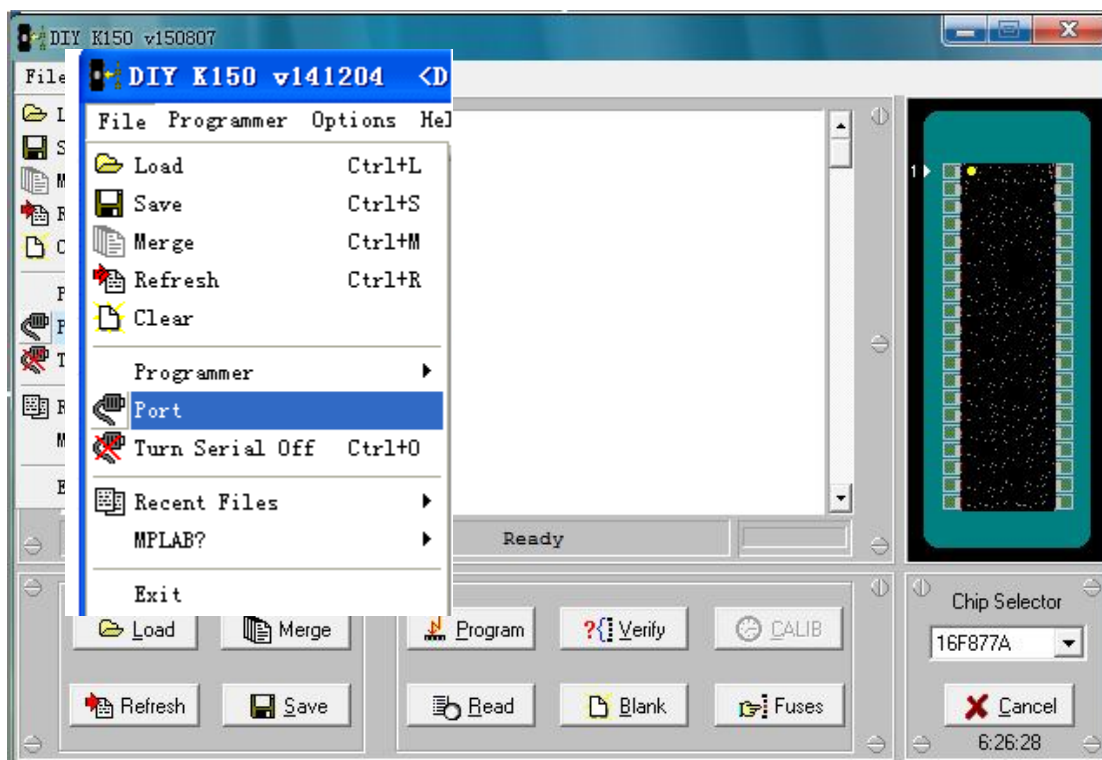 DIY K150 v150807
File
DIY K150 v141204 <D
File Programmer Options Hel
Load Ctrl+L
Save Ctrl+S
Merge Ctrl+M
Refresh Ctrl+R
Clear
Programmer
Port
Turn Serial Off Ctrl+O
Recent Files
MPLAB?
Exit
L
S
M
R
C
P
P
T
R
M
E
1
Ready
Load Merge Program ?{ Verify CALIB
Refresh Save Read Blank Fuses
Chip Selector
16F877A
Cancel
6:26:28